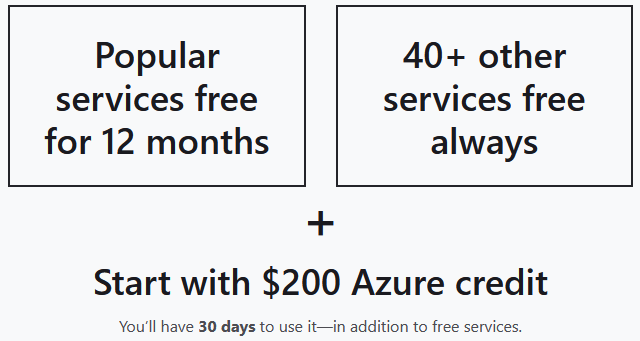 Popular
services free
for 12 months
40+ other
services free
always
+
Start with $200 Azure credit
You’ll have 30 days to use it—in addition to free services.